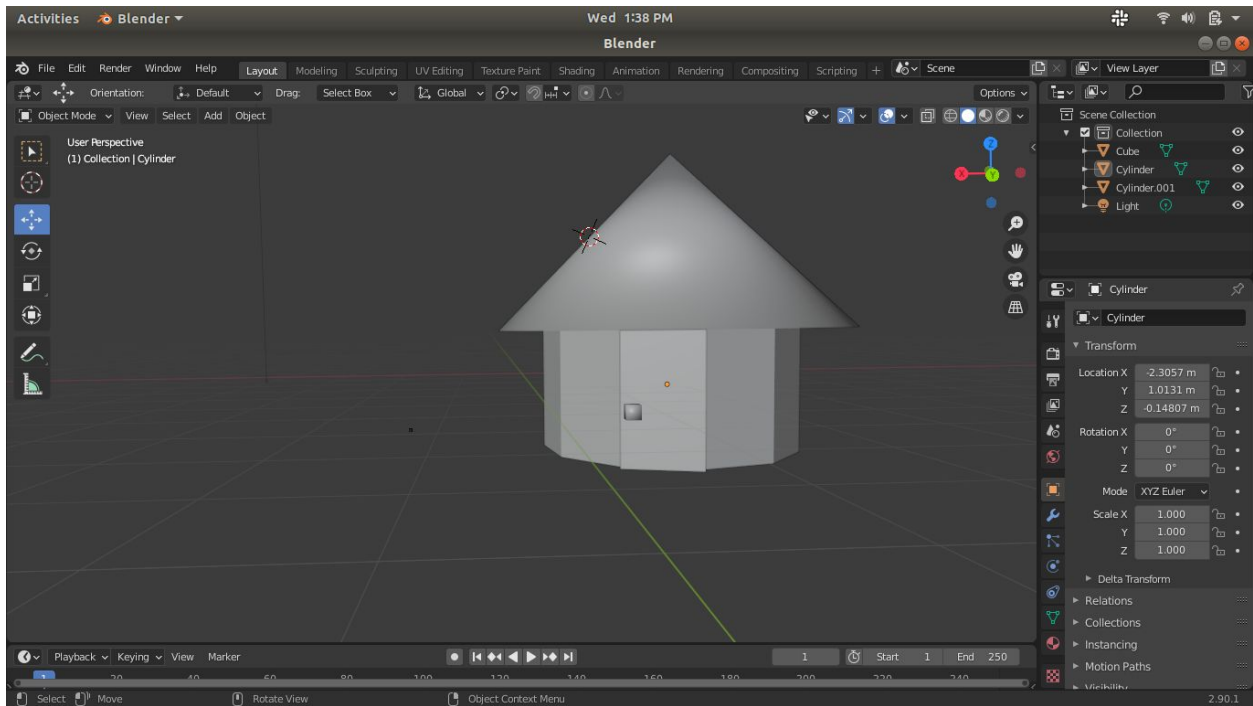 Activities Blender Wed 1:38 PM
Blender
File Edit Render Window Help Layout Modeling Sculpting UV Editing Texture Paint Shading Animation Rendering Compositing Scripting + Scene View Layer
Orientation: Default Drag: Select Box Global Options
Object Mode View Select Add Object
User Perspective
(1) Collection | Cylinder
Z
X
Y
Scene Collection
Collection
Cube
Cylinder
Cylinder.001
Light
Cylinder
Cylinder
Transform
Location X -2.3057 m
Y 1.0131 m
Z -0.14807 m
Rotation X 0°
Y 0°
Z 0°
Mode XYZ Euler
Scale X 1.000
Y 1.000
Z 1.000
Delta Transform
Relations
Collections
Instancing
Motion Paths
Visibility
Playback Keying View Marker 1 Start 1 End 250
1 20 40 60 80 100 120 140 160 180 200 220 240
Select Move Rotate View Object Context Menu 2.90.1